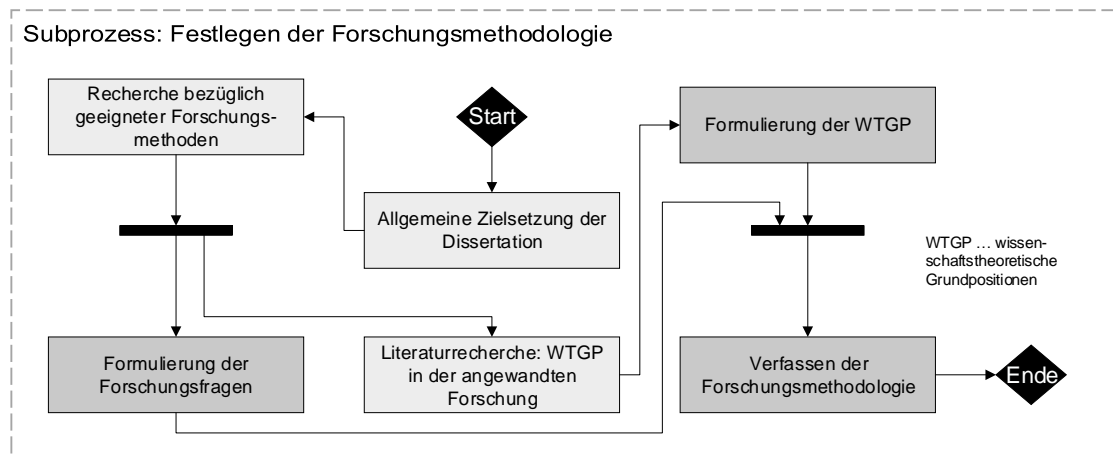 Subprozess: Festlegen der Forschungsmethodologie
Recherche bezüglich
geeigneter Forschungs-
methoden
Start
Formulierung der WTGP
Allgemeine Zielsetzung der
Dissertation
WTGP … wissen-
schaftstheoretische
Grundpositionen
Formulierung der
Forschungsfragen
Literaturrecherche: WTGP
in der angewandten
Forschung
Verfassen der
Forschungsmethodologie
Ende